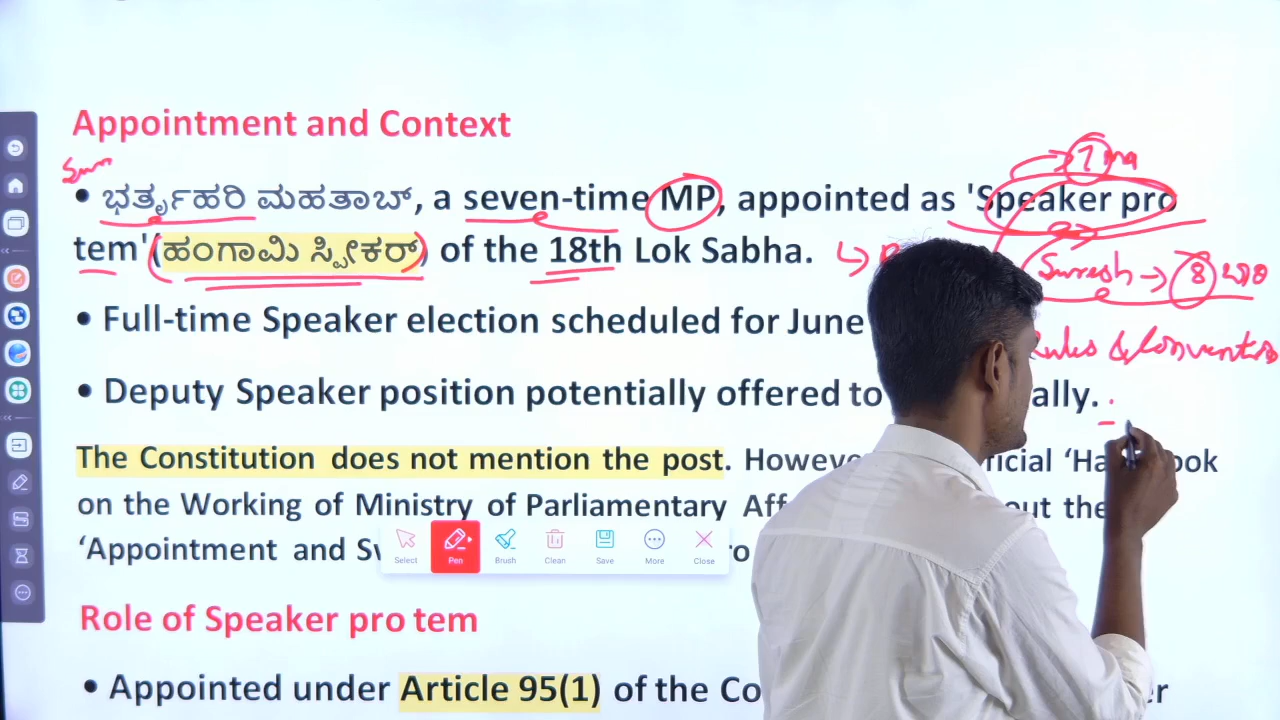 Appointment and Context
7
• ಭರ್ತೃಹರಿ ಮಹತಾಬ್, a seven-time MP, appointed as 'Speaker pro
tem'(ಹಂಗಾಮಿ ಸ್ಪೀಕರ್) of the 18th Lok Sabha.
Suresh → 8
• Full-time Speaker election scheduled for June
Rules & Conventions
• Deputy Speaker position potentially offered to ally.
The Constitution does not mention the post. However
on the Working of Ministry of Parliamentary Aff out the
'Appointment and Sw ro
Select Pen Brush Clean Save More Close
Role of Speaker pro tem
• Appointed under Article 95(1) of the Co er